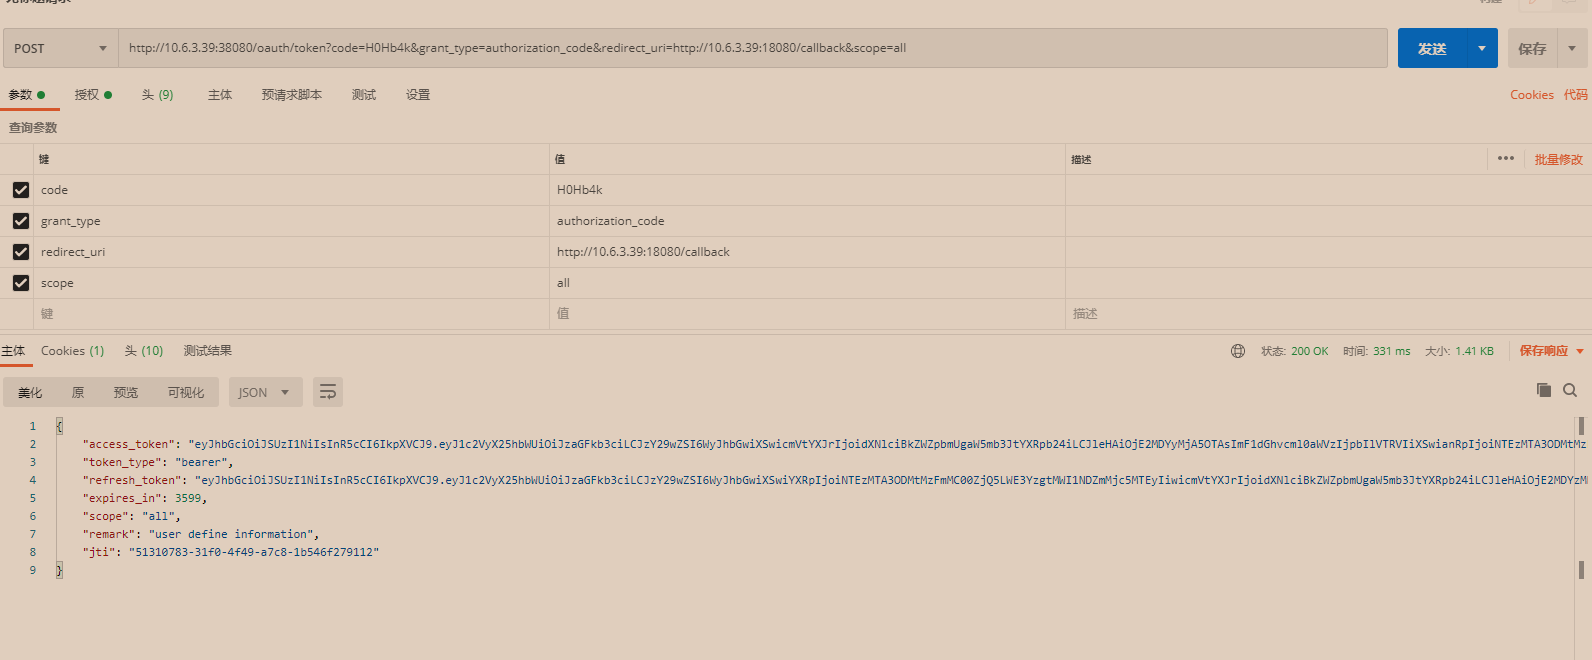 POST http://10.6.3.39:38080/oauth/token?code=H0Hb4k&grant_type=authorization_code&redirect_uri=http://10.6.3.39:18080/callback&scope=all 发送 保存
参数 授权 头 (9) 主体 预请求脚本 测试 设置 Cookies 代码
查询参数
键 值 描述 ••• 批量修改
code H0Hb4k
grant_type authorization_code
redirect_uri http://10.6.3.39:18080/callback
scope all
键 值 描述
主体 Cookies (1) 头 (10) 测试结果 状态: 200 OK 时间: 331 ms 大小: 1.41 KB 保存响应
美化 原 预览 可视化 JSON
1 {
2 "access_token": "eyJhbGciOiJSUzI1NiIsInR5cCI6IkpXVCJ9.eyJ1c2VyX25hbWUiOiJzaGFkb3ciLCJzY29wZSI6WyJhbGwiXSwicmVtYXJrIjoidXNlciBkZWZpbmUgaW5mb3JtYXRpb24iLCJleHAiOjE2MDYyMjA5OTAsImF1dGhvcml0aWVzIjpbIlVTRVIiXSwianRpIjoiNTEzMTA3ODMtMz
3 "token_type": "bearer",
4 "refresh_token": "eyJhbGciOiJSUzI1NiIsInR5cCI6IkpXVCJ9.eyJ1c2VyX25hbWUiOiJzaGFkb3ciLCJzY29wZSI6WyJhbGwiXSwiYXRpIjoiNTEzMTA3ODMtMzFmMC00ZjQ5LWE3YzgtMWI1NDZmMjc5MTEyIiwicmVtYXJrIjoidXNlciBkZWZpbmUgaW5mb3JtYXRpb24iLCJleHAiOjE2MDYzM
5 "expires_in": 3599,
6 "scope": "all",
7 "remark": "user define information",
8 "jti": "51310783-31f0-4f49-a7c8-1b546f279112"
9 }